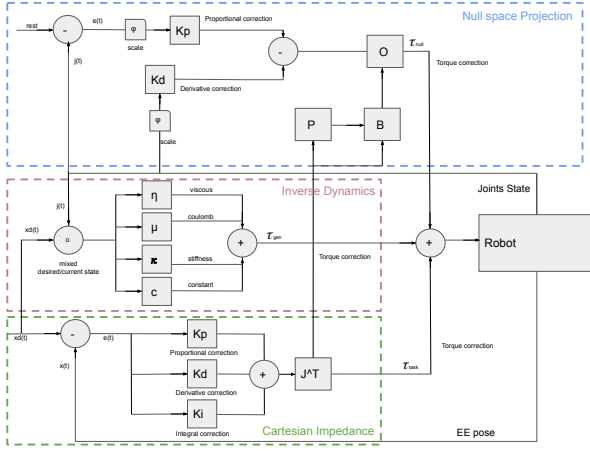 Null space Projection
rest
-
e(t)
φ
scale
Kp
Proportional correction
-
O
τnull
Torque correction
j(t)
Kd
Derivative correction
φ
scale
P
B
Joints State
Inverse Dynamics
j(t)
xd(t)
∘
mixed
desired/current state
η
viscous
μ
coulomb
κ
stiffness
c
constant
+
τgen
Torque correction
+
Robot
xd(t)
-
x(t)
e(t)
Kp
Proportional correction
Kd
Derivative correction
Ki
Integral correction
+
J^T
τtask
Torque correction
Cartesian Impedance
EE pose